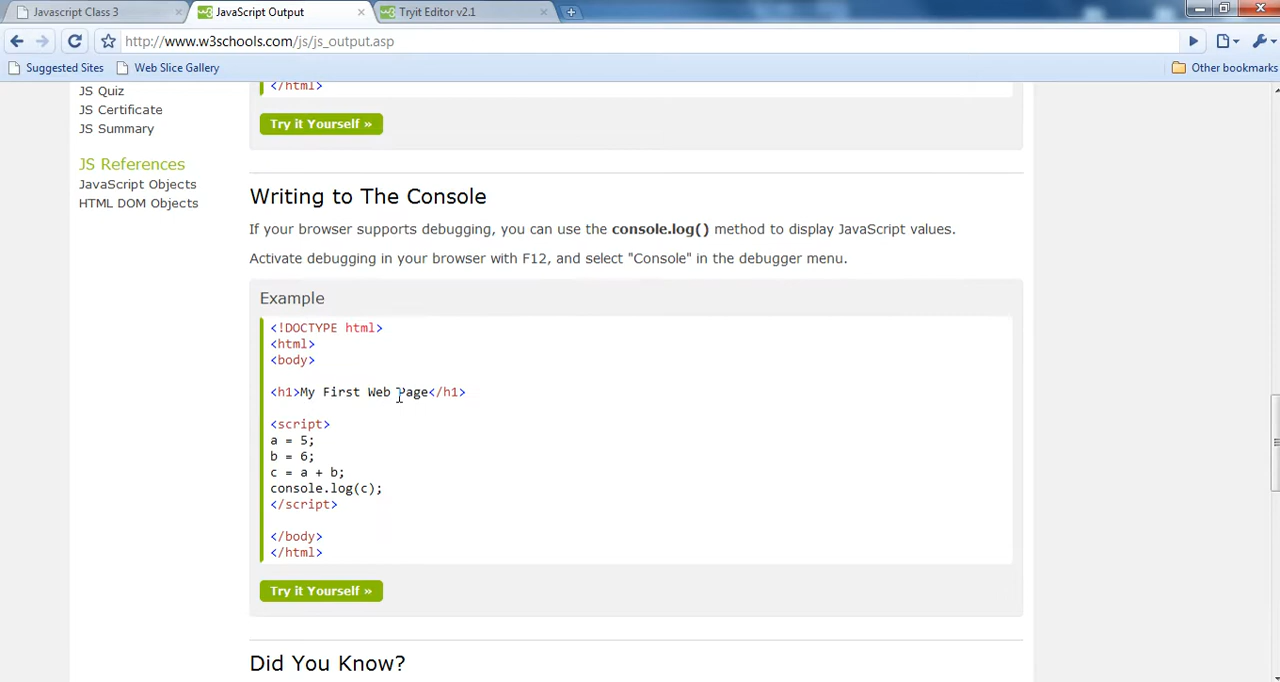 Javascript Class 3
JavaScript Output
Tryit Editor v2.1
http://www.w3schools.com/js/js_output.asp
Suggested Sites
Web Slice Gallery
Other bookmarks
JS Quiz
JS Certificate
JS Summary
JS References
JavaScript Objects
HTML DOM Objects
</html>
Try it Yourself »
Writing to The Console
If your browser supports debugging, you can use the console.log() method to display JavaScript values.
Activate debugging in your browser with F12, and select "Console" in the debugger menu.
Example
<!DOCTYPE html>
<html>
<body>
<h1>My First Web Page</h1>
<script>
a = 5;
b = 6;
c = a + b;
console.log(c);
</script>
</body>
</html>
Try it Yourself »
Did You Know?